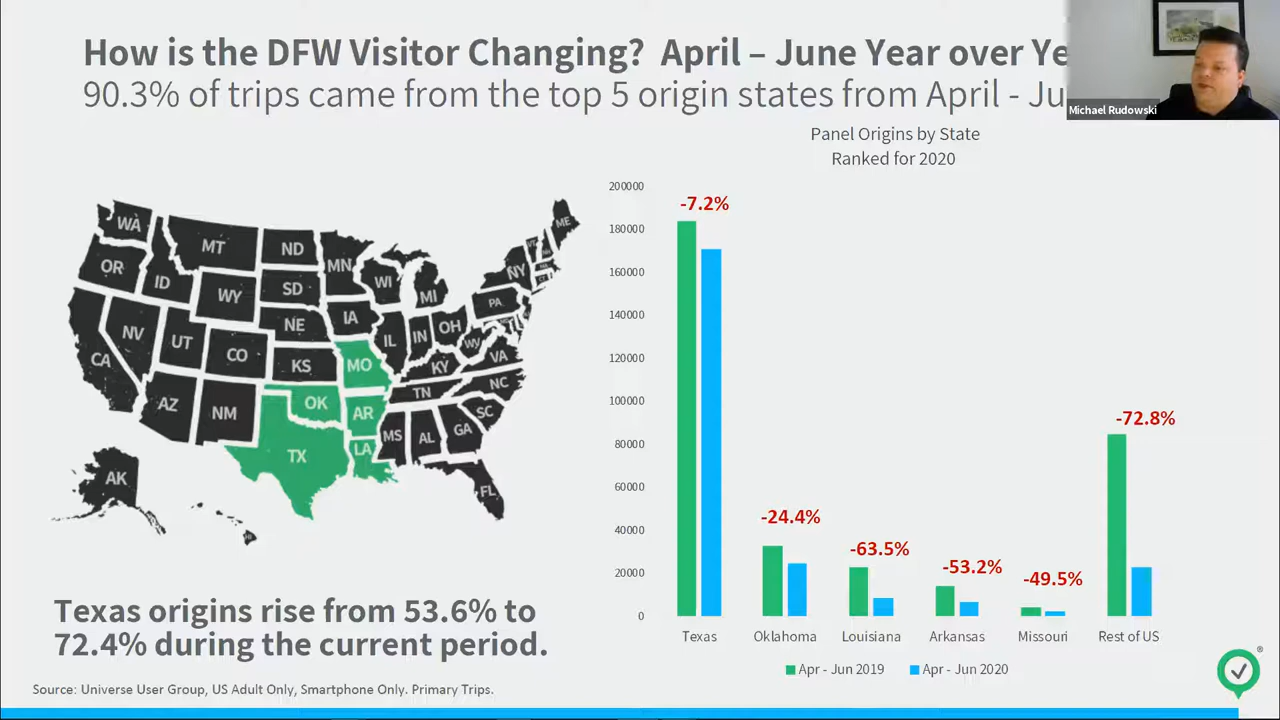 How is the DFW Visitor Changing? April – June Year over Ye
90.3% of trips came from the top 5 origin states from April - Ju
Michael Rudowski
Panel Origins by State
Ranked for 2020
200000
180000
160000
140000
120000
100000
80000
60000
40000
20000
0
-7.2%
-24.4%
-63.5%
-53.2%
-49.5%
-72.8%
Texas
Oklahoma
Louisiana
Arkansas
Missouri
Rest of US
Apr - Jun 2019
Apr - Jun 2020
WA
MT
ND
MN
ME
OR
ID
WY
SD
WI
MI
NY
NV
UT
CO
NE
IA
IL
IN
OH
PA
CA
AZ
NM
KS
MO
KY
WV
VA
OK
AR
TN
NC
SC
TX
LA
MS
AL
GA
FL
AK
HI
Texas origins rise from 53.6% to
72.4% during the current period.
Source: Universe User Group, US Adult Only, Smartphone Only. Primary Trips.
®